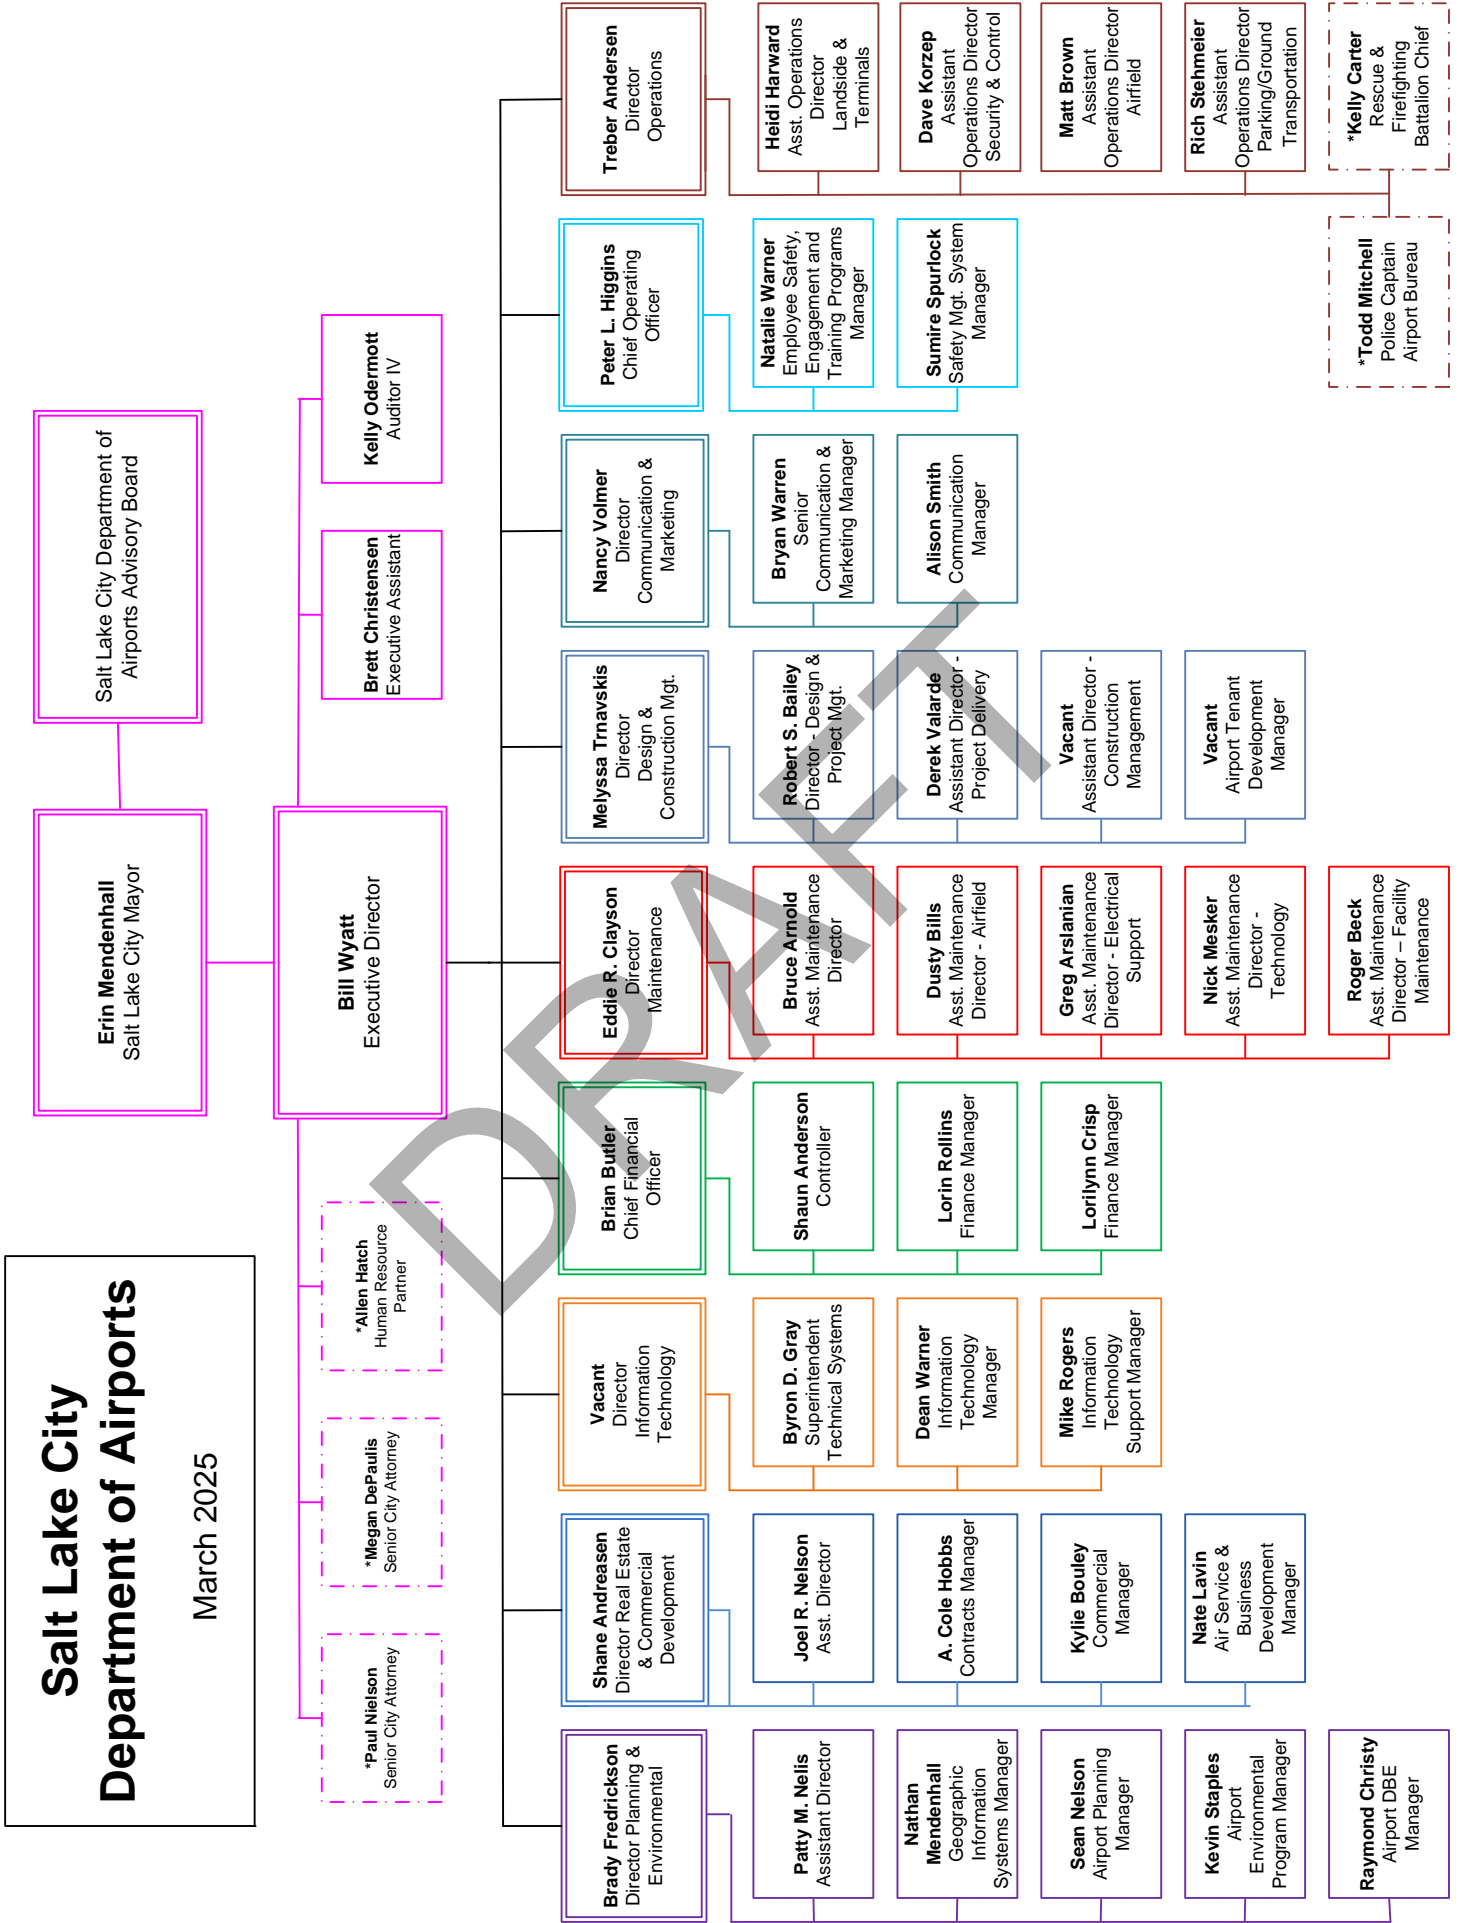 Salt Lake City
Department of Airports
March 2025
Erin Mendenhall
Salt Lake City Mayor
Salt Lake City Department of
Airports Advisory Board
Bill Wyatt
Executive Director
*Paul Nielson
Senior City Attorney
*Megan DePaulis
Senior City Attorney
*Allen Hatch
Human Resource
Partner
Brett Christensen
Executive Assistant
Kelly Odermott
Auditor IV
Brady Fredrickson
Director Planning &
Environmental
Patty M. Nelis
Assistant Director
Nathan
Mendenhall
Geographic
Information
Systems Manager
Sean Nelson
Airport Planning
Manager
Kevin Staples
Airport
Environmental
Program Manager
Raymond Christy
Airport DBE
Manager
Shane Andreasen
Director Real Estate
& Commercial
Development
Joel R. Nelson
Asst. Director
A. Cole Hobbs
Contracts Manager
Kylie Bouley
Commercial
Manager
Nate Lavin
Air Service &
Business
Development
Manager
Vacant
Director
Information
Technology
Byron D. Gray
Superintendent
Technical Systems
Dean Warner
Information
Technology
Manager
Mike Rogers
Information
Technology
Support Manager
Brian Butler
Chief Financial
Officer
Shaun Anderson
Controller
Lorin Rollins
Finance Manager
Lorilynn Crisp
Finance Manager
Eddie R. Clayson
Director
Maintenance
Bruce Arnold
Asst. Maintenance
Director
Dusty Bills
Asst. Maintenance
Director - Airfield
Greg Arslanian
Asst. Maintenance
Director - Electrical
Support
Nick Mesker
Asst. Maintenance
Director -
Technology
Roger Beck
Asst. Maintenance
Director – Facility
Maintenance
Melyssa Trnavskis
Director
Design &
Construction Mgt.
Robert S. Bailey
Director - Design &
Project Mgt.
Derek Valarde
Assistant Director -
Project Delivery
Vacant
Assistant Director -
Construction
Management
Vacant
Airport Tenant
Development
Manager
Nancy Volmer
Director
Communication &
Marketing
Bryan Warren
Senior
Communication &
Marketing Manager
Alison Smith
Communication
Manager
Peter L. Higgins
Chief Operating
Officer
Natalie Warner
Employee Safety,
Engagement and
Training Programs
Manager
Sumire Spurlock
Safety Mgt. System
Manager
Treber Andersen
Director
Operations
Heidi Harward
Asst. Operations
Director
Landside &
Terminals
Dave Korzep
Assistant
Operations Director
Security & Control
Matt Brown
Assistant
Operations Director
Airfield
Rich Stehmeier
Assistant
Operations Director
Parking/Ground
Transportation
*Todd Mitchell
Police Captain
Airport Bureau
*Kelly Carter
Rescue &
Firefighting
Battalion Chief
DRAFT